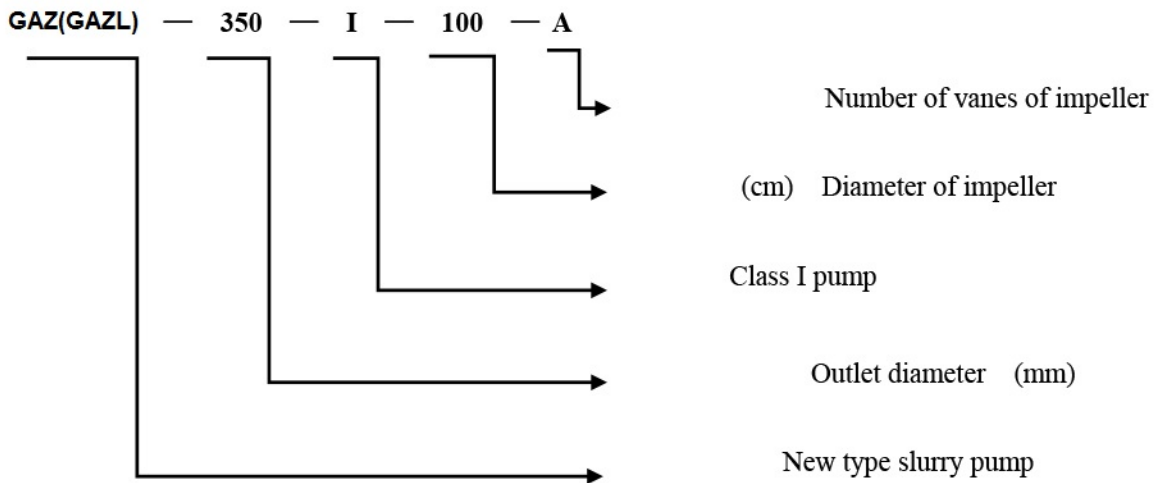 GAZ(GAZL) — 350 — I — 100 — A
Number of vanes of impeller
(cm) Diameter of impeller
Class I pump
Outlet diameter (mm)
New type slurry pump